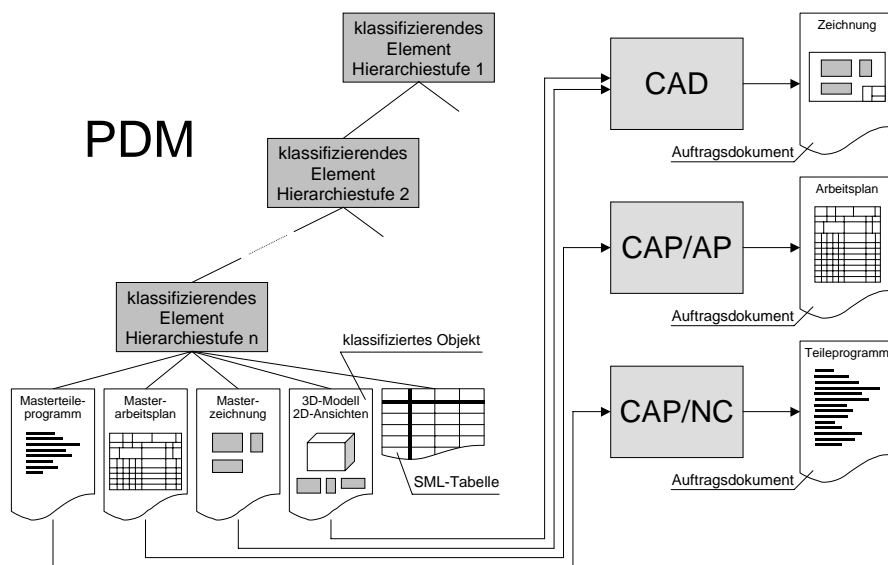 klassifizierendes
Element
Hierarchiestufe 1
PDM
klassifizierendes
Element
Hierarchiestufe 2
klassifizierendes
Element
Hierarchiestufe n
klassifiziertes Objekt
Masterteile-
programm
Master-
arbeitsplan
Master-
zeichnung
3D-Modell
2D-Ansichten
SML-Tabelle
CAD
Zeichnung
Auftragsdokument
CAP/AP
Arbeitsplan
Auftragsdokument
CAP/NC
Teileprogramm
Auftragsdokument